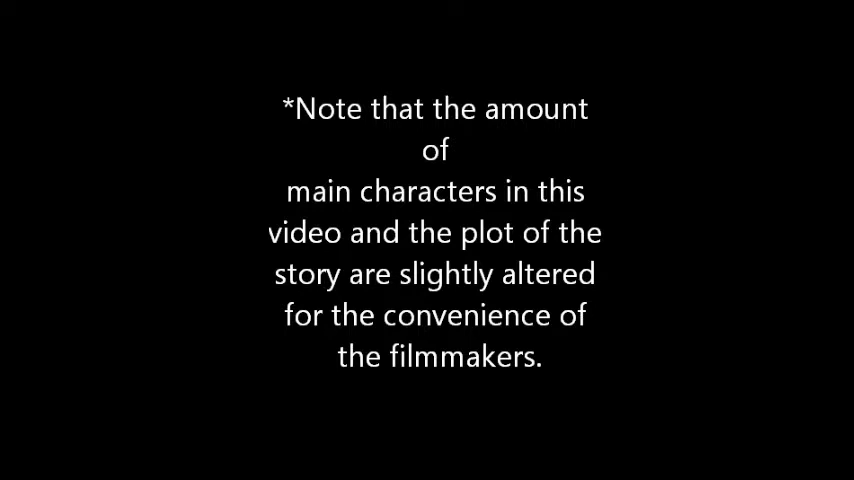 *Note that the amount
of
main characters in this
video and the plot of the
story are slightly altered
for the convenience of
the filmmakers.